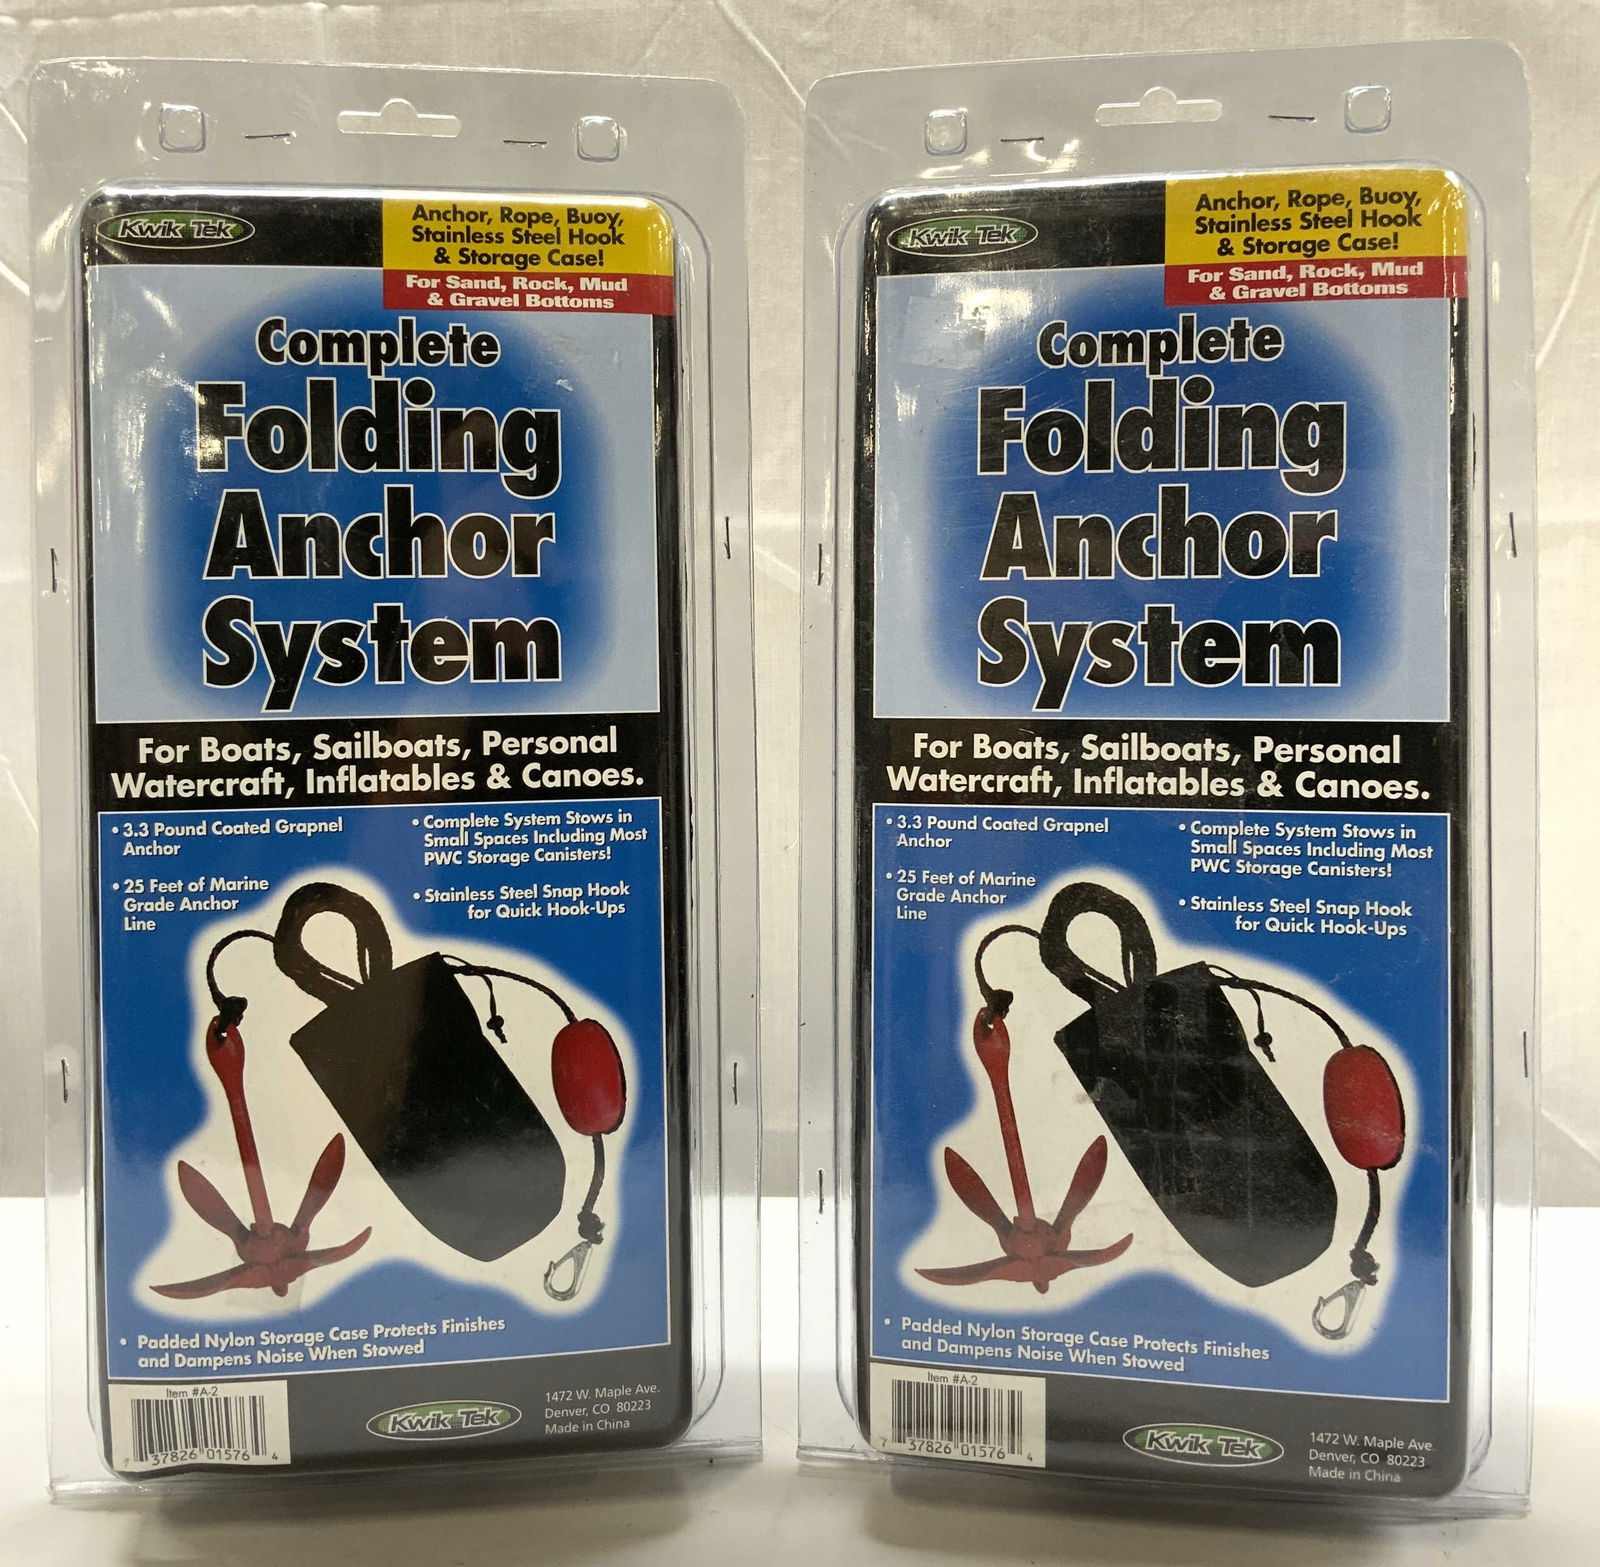 Kwik Tek
Anchor, Rope, Buoy,
Stainless Steel Hook
& Storage Case!
For Sand, Rock, Mud
& Gravel Bottoms
Complete
Folding
Anchor
System
For Boats, Sailboats, Personal
Watercraft, Inflatables & Canoes.
• 3.3 Pound Coated Grapnel
Anchor
• 25 Feet of Marine
Grade Anchor
Line
• Complete System Stows in
Small Spaces Including Most
PWC Storage Canisters!
• Stainless Steel Snap Hook
for Quick Hook-Ups
• Padded Nylon Storage Case Protects Finishes
and Dampens Noise When Stowed
Item #A-2
7 37826 01576 4
Kwik Tek
1472 W. Maple Ave.
Denver, CO 80223
Made in China
Kwik Tek
Anchor, Rope, Buoy,
Stainless Steel Hook
& Storage Case!
For Sand, Rock, Mud
& Gravel Bottoms
Complete
Folding
Anchor
System
For Boats, Sailboats, Personal
Watercraft, Inflatables & Canoes.
• 3.3 Pound Coated Grapnel
Anchor
• 25 Feet of Marine
Grade Anchor
Line
• Complete System Stows in
Small Spaces Including Most
PWC Storage Canisters!
• Stainless Steel Snap Hook
for Quick Hook-Ups
• Padded Nylon Storage Case Protects Finishes
and Dampens Noise When Stowed
Item #A-2
7 37826 01576 4
Kwik Tek
1472 W. Maple Ave.
Denver, CO 80223
Made in China